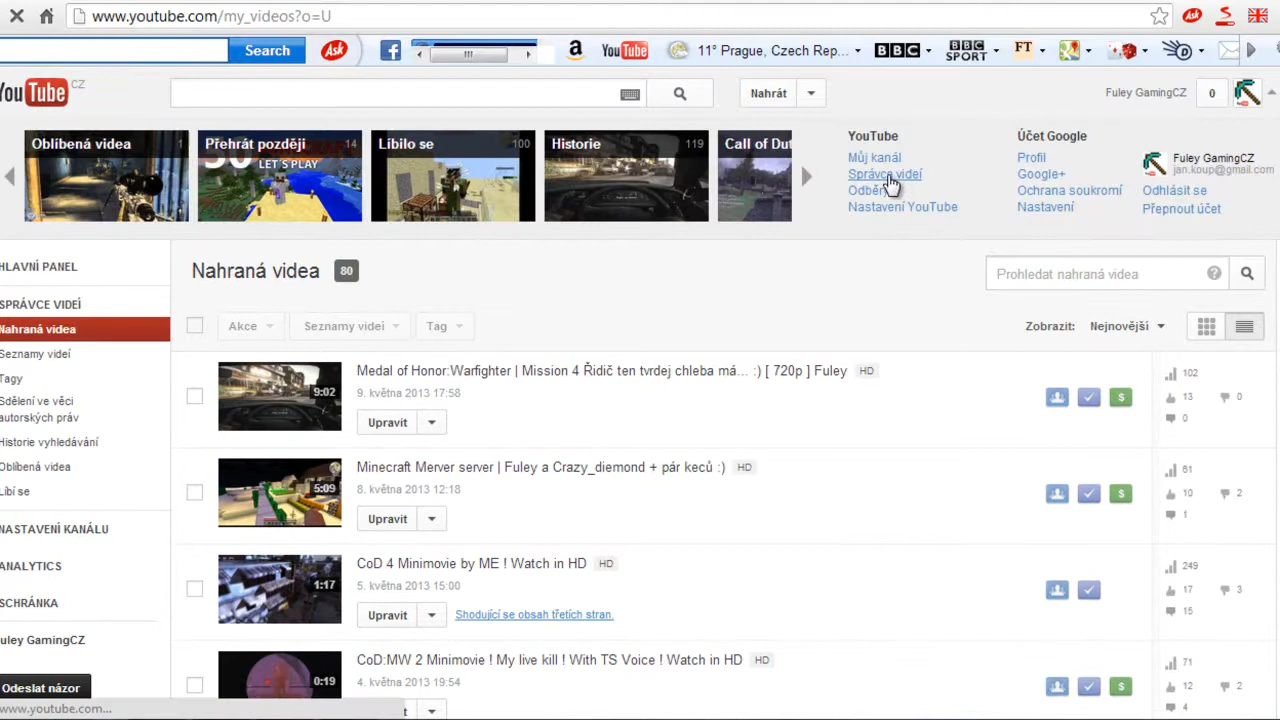 www.youtube.com/my_videos?o=U
Search Ask YouTube 11° Prague, Czech Rep... BBC BBC SPORT FT
YouTube CZ Nahrát Fuley GamingCZ 0
Oblíbená videa 1 Přehrát později 14 Líbilo se 100 Historie 119 Call of Dut
LET'S PLAY
YouTube
Můj kanál
Správce videí
Odběr
Nastavení YouTube
Účet Google
Profil
Google+
Ochrana soukromí
Nastavení
Fuley GamingCZ
jan.koup@gmail.com
Odhlásit se
Přepnout účet
HLAVNÍ PANEL
SPRÁVCE VIDEÍ
Nahraná videa
Seznamy videí
Tagy
Sdělení ve věci
autorských práv
Historie vyhledávání
Oblíbená videa
Líbí se
NASTAVENÍ KANÁLU
ANALYTICS
SCHRÁNKA
Fuley GamingCZ
Odeslat názor
www.youtube.com...
Nahraná videa 80
Prohledat nahraná videa
Akce Seznamy videí Tag
Zobrazit: Nejnovější
9:02
Medal of Honor:Warfighter | Mission 4 Řidič ten tvrdej chleba má... :) [ 720p ] Fuley HD
9. května 2013 17:58
Upravit
102
13 0
0
5:09
Minecraft Merver server | Fuley a Crazy_diemond + pár keců :) HD
8. května 2013 12:18
Upravit
61
10 2
1
1:17
CoD 4 Minimovie by ME ! Watch in HD HD
5. května 2013 15:00
Upravit Shodující se obsah třetích stran.
249
17 3
15
0:19
CoD:MW 2 Minimovie ! My live kill ! With TS Voice ! Watch in HD HD
4. května 2013 19:54
71
12 2
4